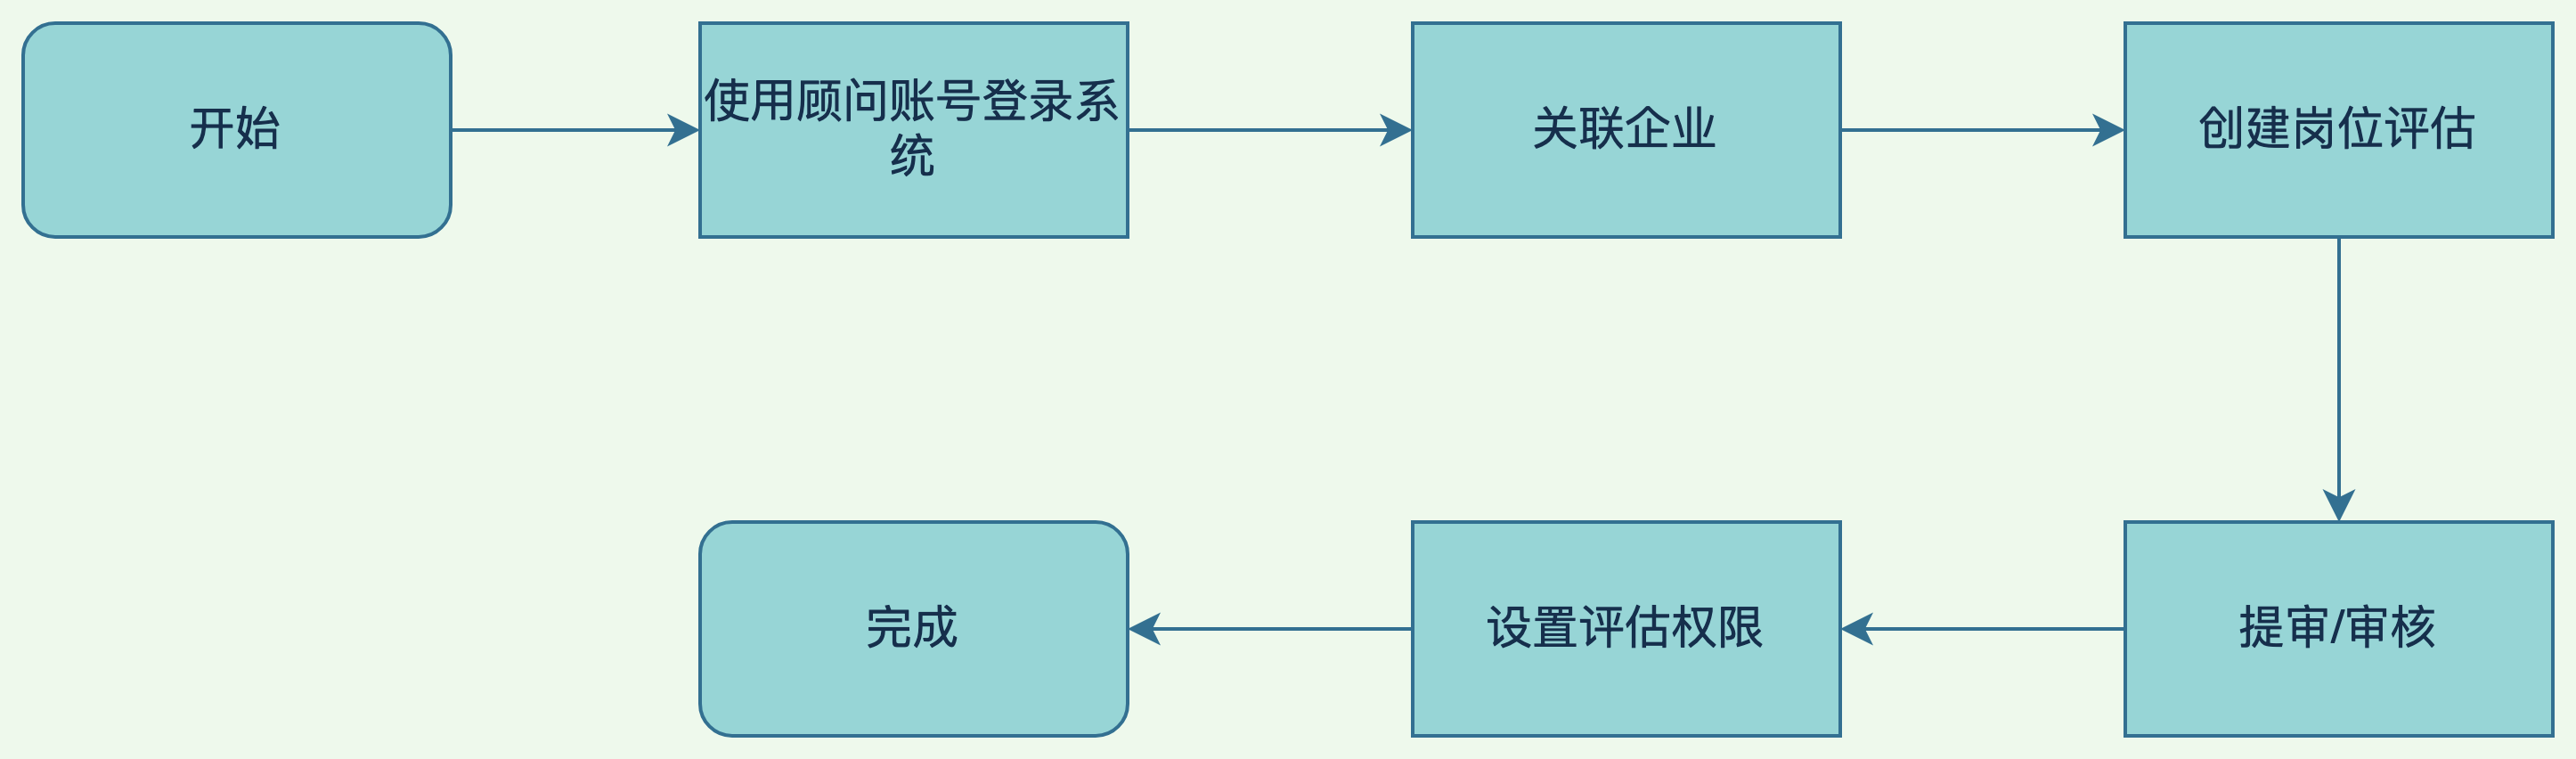 开始
使用顾问账号登录系
统
关联企业
创建岗位评估
提审/审核
设置评估权限
完成